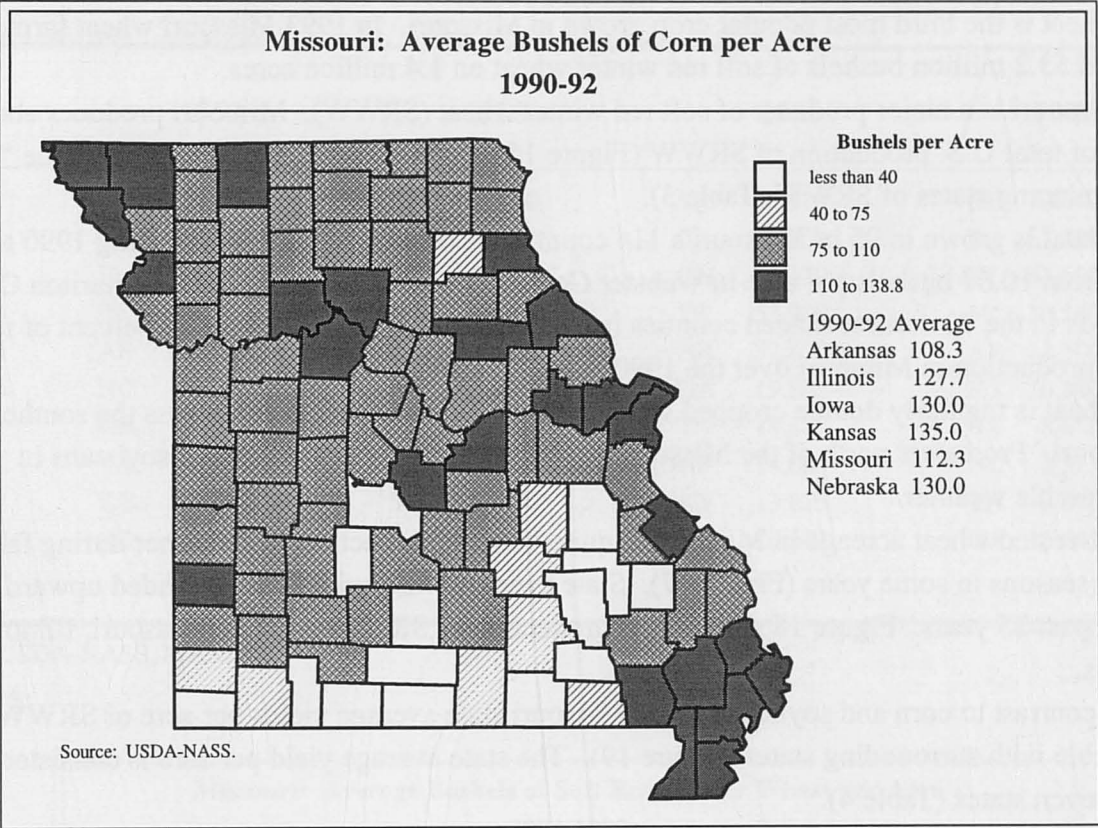 Missouri: Average Bushels of Corn per Acre
1990-92
Bushels per Acre
less than 40
40 to 75
75 to 110
110 to 138.8
1990-92 Average
Arkansas 108.3
Illinois 127.7
Iowa 130.0
Kansas 135.0
Missouri 112.3
Nebraska 130.0
Source: USDA-NASS.